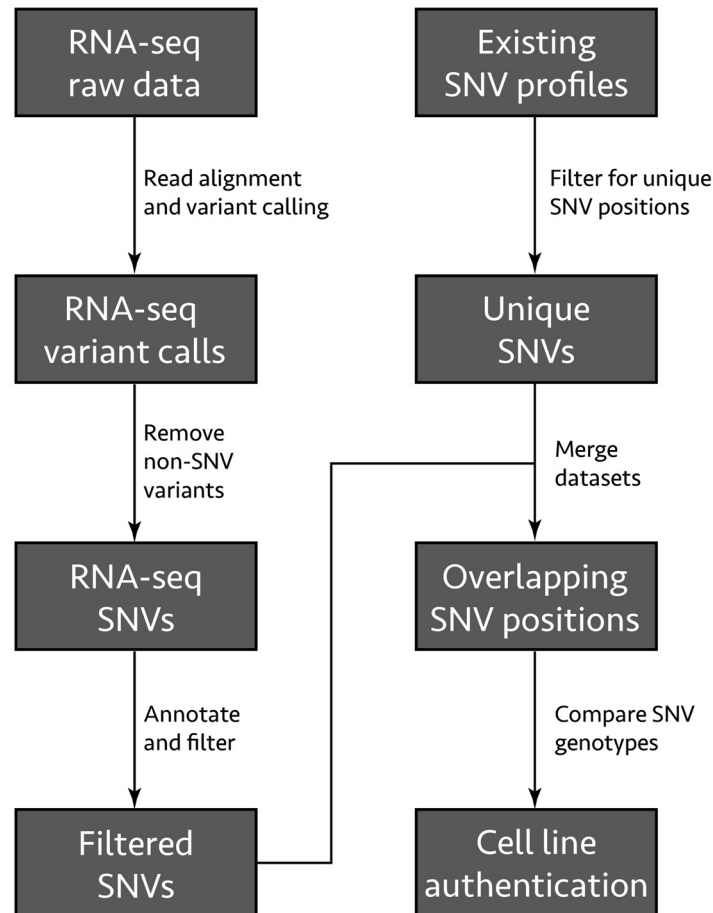 RNA-seq
raw data
Read alignment
and variant calling
RNA-seq
variant calls
Remove
non-SNV
variants
RNA-seq
SNVs
Annotate
and filter
Filtered
SNVs
Existing
SNV profiles
Filter for unique
SNV positions
Unique
SNVs
Merge
datasets
Overlapping
SNV positions
Compare SNV
genotypes
Cell line
authentication